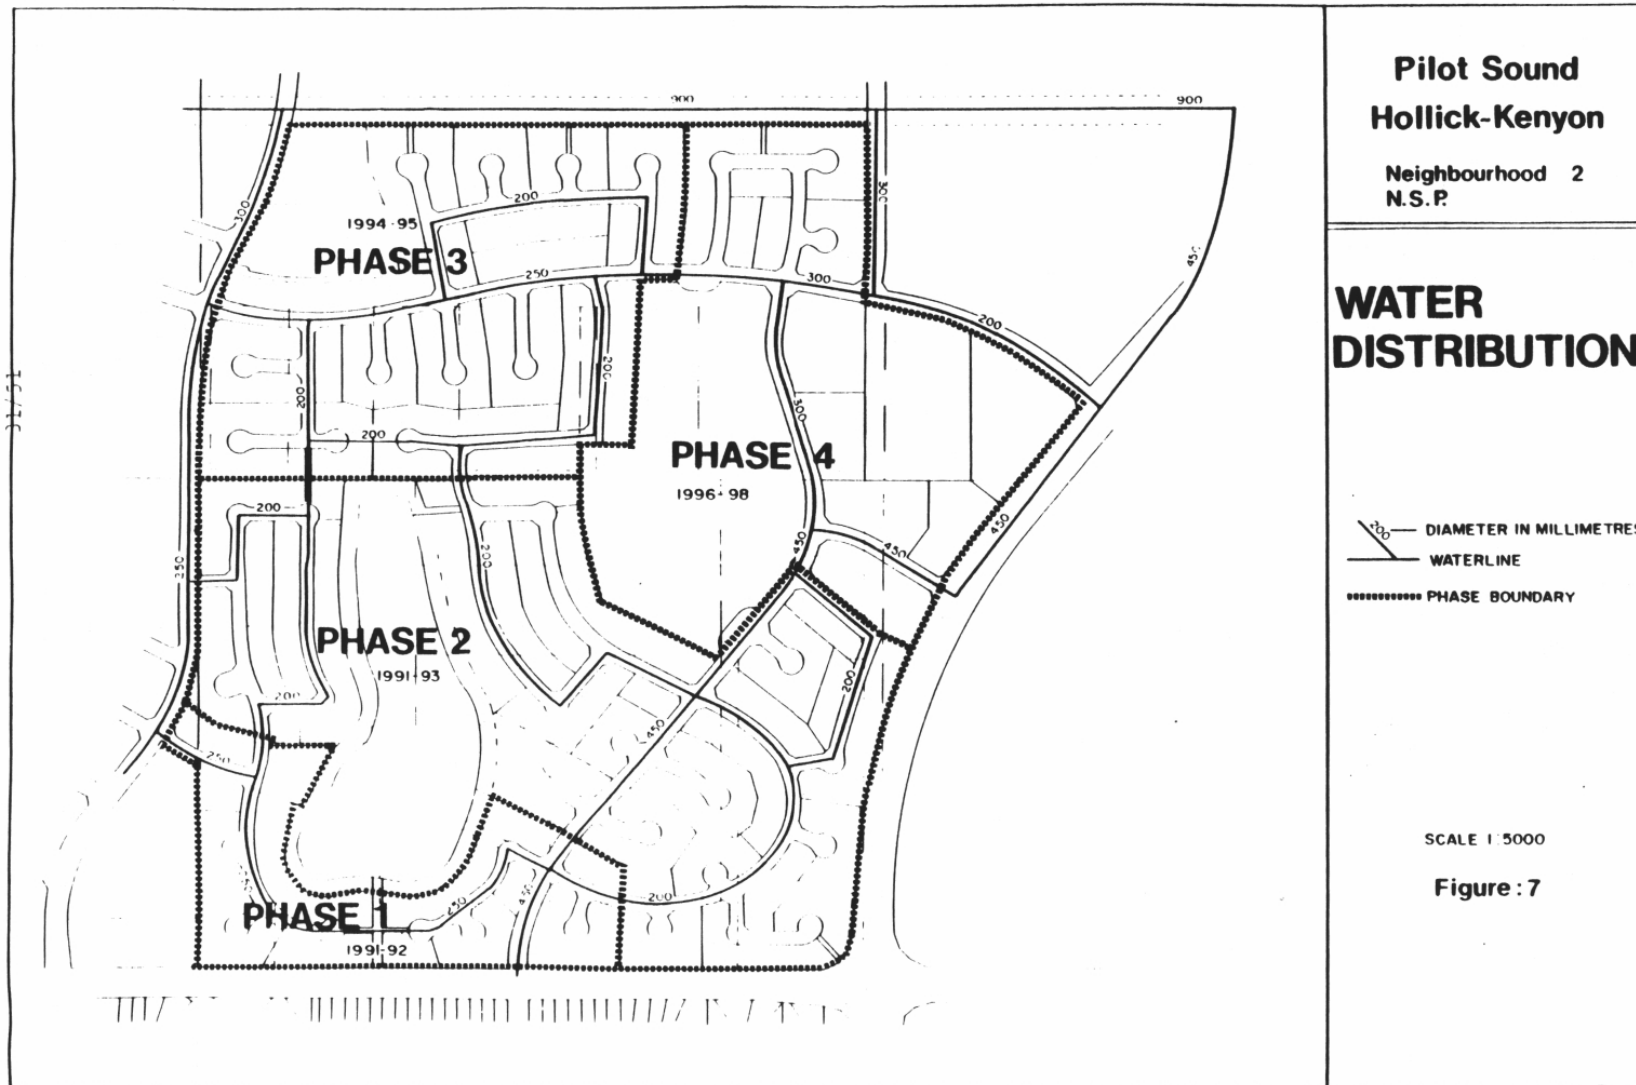 900
900
Pilot Sound
Hollick-Kenyon
Neighbourhood 2
N.S.P.
WATER
DISTRIBUTION
300
200
300
1994-95
PHASE 3
250
300
450
200
200
200
300
200
PHASE 4
1996-98
200
200
450
450
450
250
PHASE 2
1991-93
200
200
450
250
200 DIAMETER IN MILLIMETRES
WATERLINE
PHASE BOUNDARY
250
250
450
200
PHASE 1
1991-92
SCALE 1:5000
Figure: 7